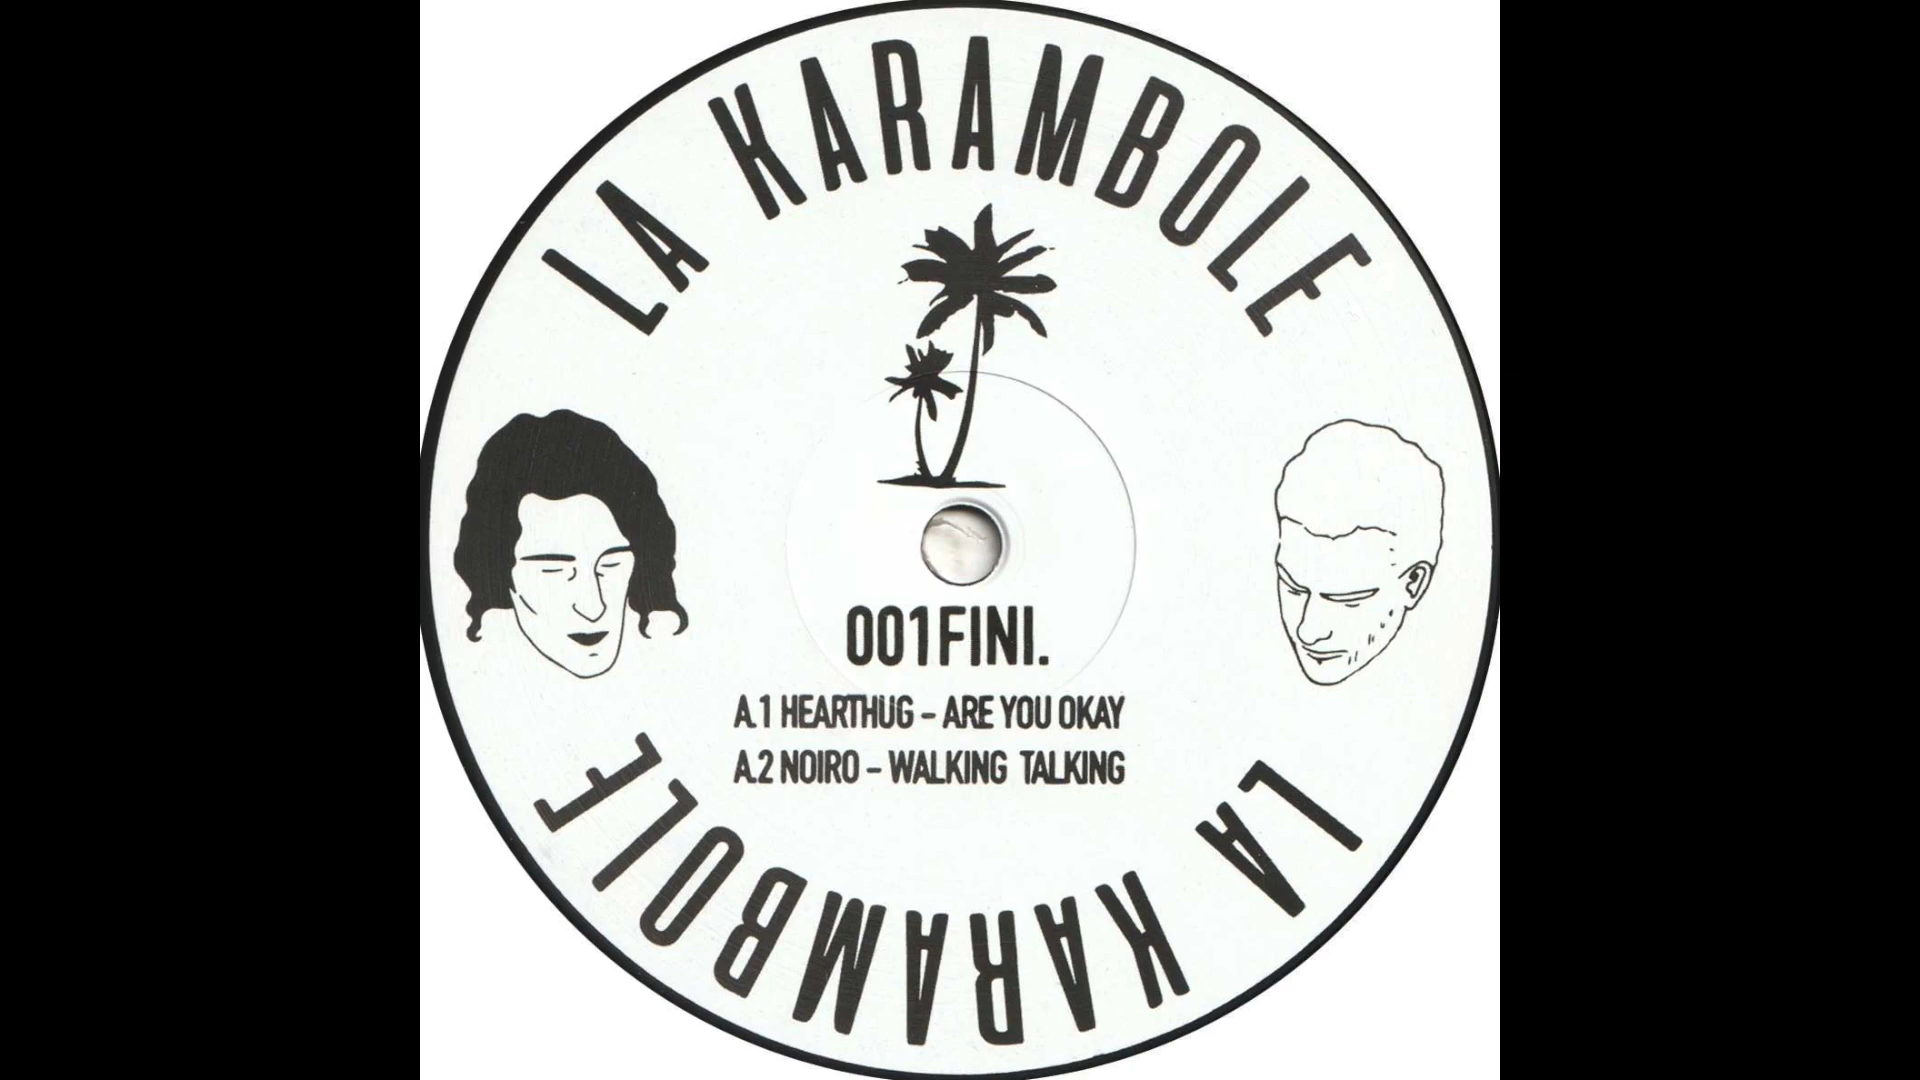 LA KARAMBOLE
001FINI.
A.1 HEARTHUG – ARE YOU OKAY
A.2 NOIRO – WALKING TALKING
LA KARAMBOLE